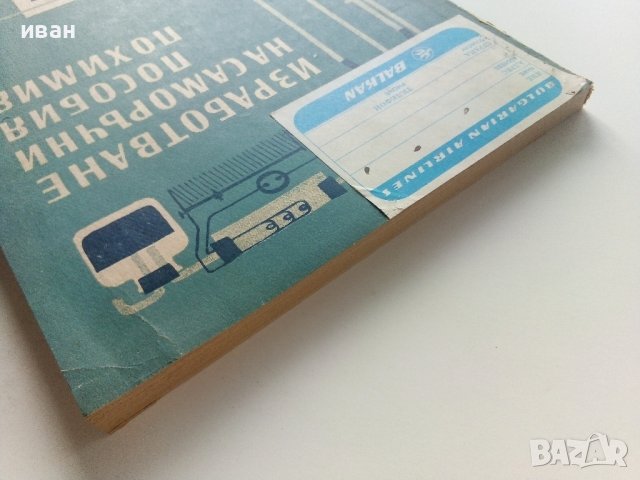 иван
ИЗРАБОТВАНЕ
НА САМОРЪЧНИ
ПОСОБИЯ
ПО ХИМИЯ
BALKAN
BULGARIAN AIRLINES
BAZAR